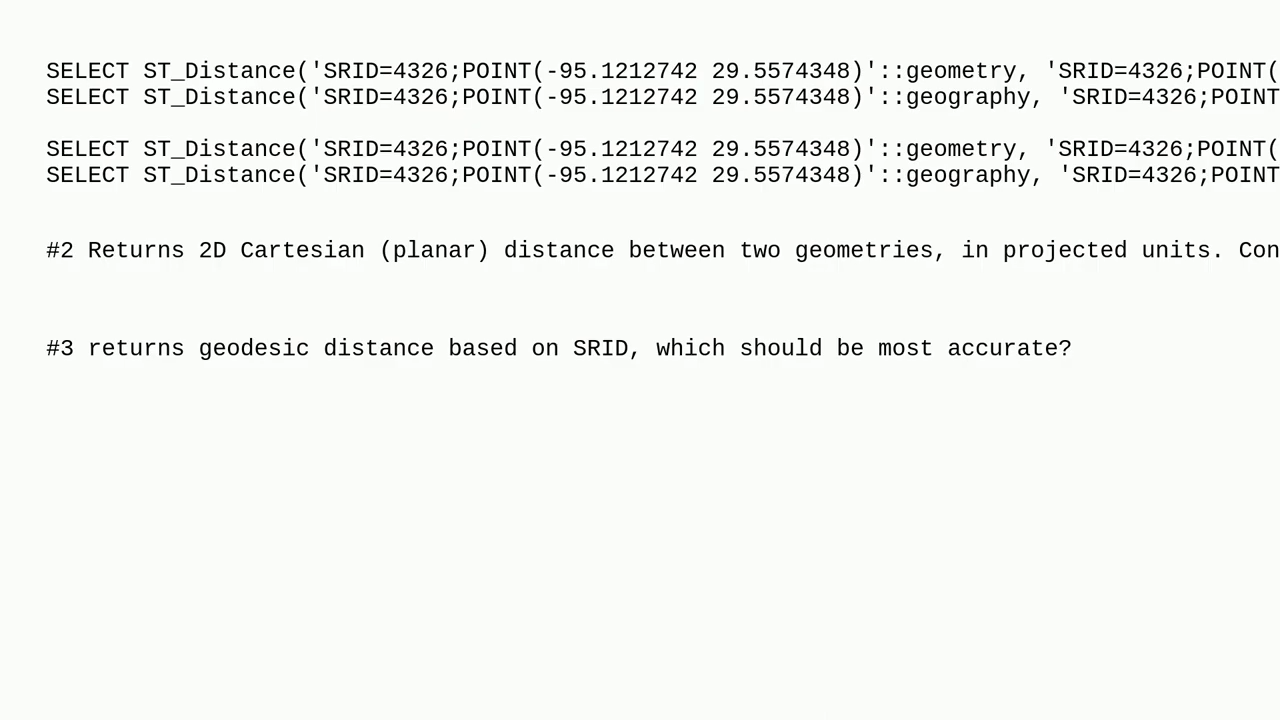 SELECT ST_Distance('SRID=4326;POINT(-95.1212742 29.5574348)'::geometry, 'SRID=4326;POINT(
SELECT ST_Distance('SRID=4326;POINT(-95.1212742 29.5574348)'::geography, 'SRID=4326;POINT
SELECT ST_Distance('SRID=4326;POINT(-95.1212742 29.5574348)'::geometry, 'SRID=4326;POINT(
SELECT ST_Distance('SRID=4326;POINT(-95.1212742 29.5574348)'::geography, 'SRID=4326;POINT
#2 Returns 2D Cartesian (planar) distance between two geometries, in projected units. Con
#3 returns geodesic distance based on SRID, which should be most accurate?